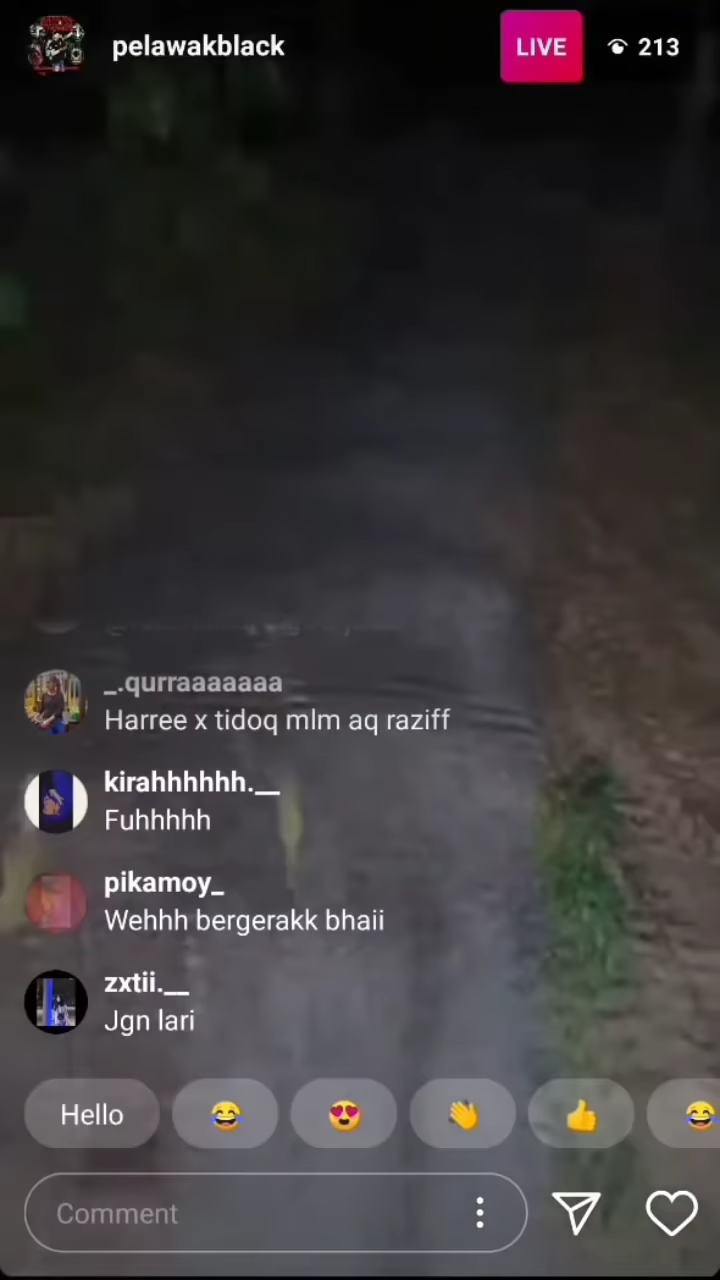 pelawakblack
LIVE
213
_.qurraaaaaaa
Harree x tidoq mlm aq raziff
kirahhhhhh.__
Fuhhhhh
pikamoy_
Wehhh bergerakk bhaii
zxtii.__
Jgn lari
Hello
Comment